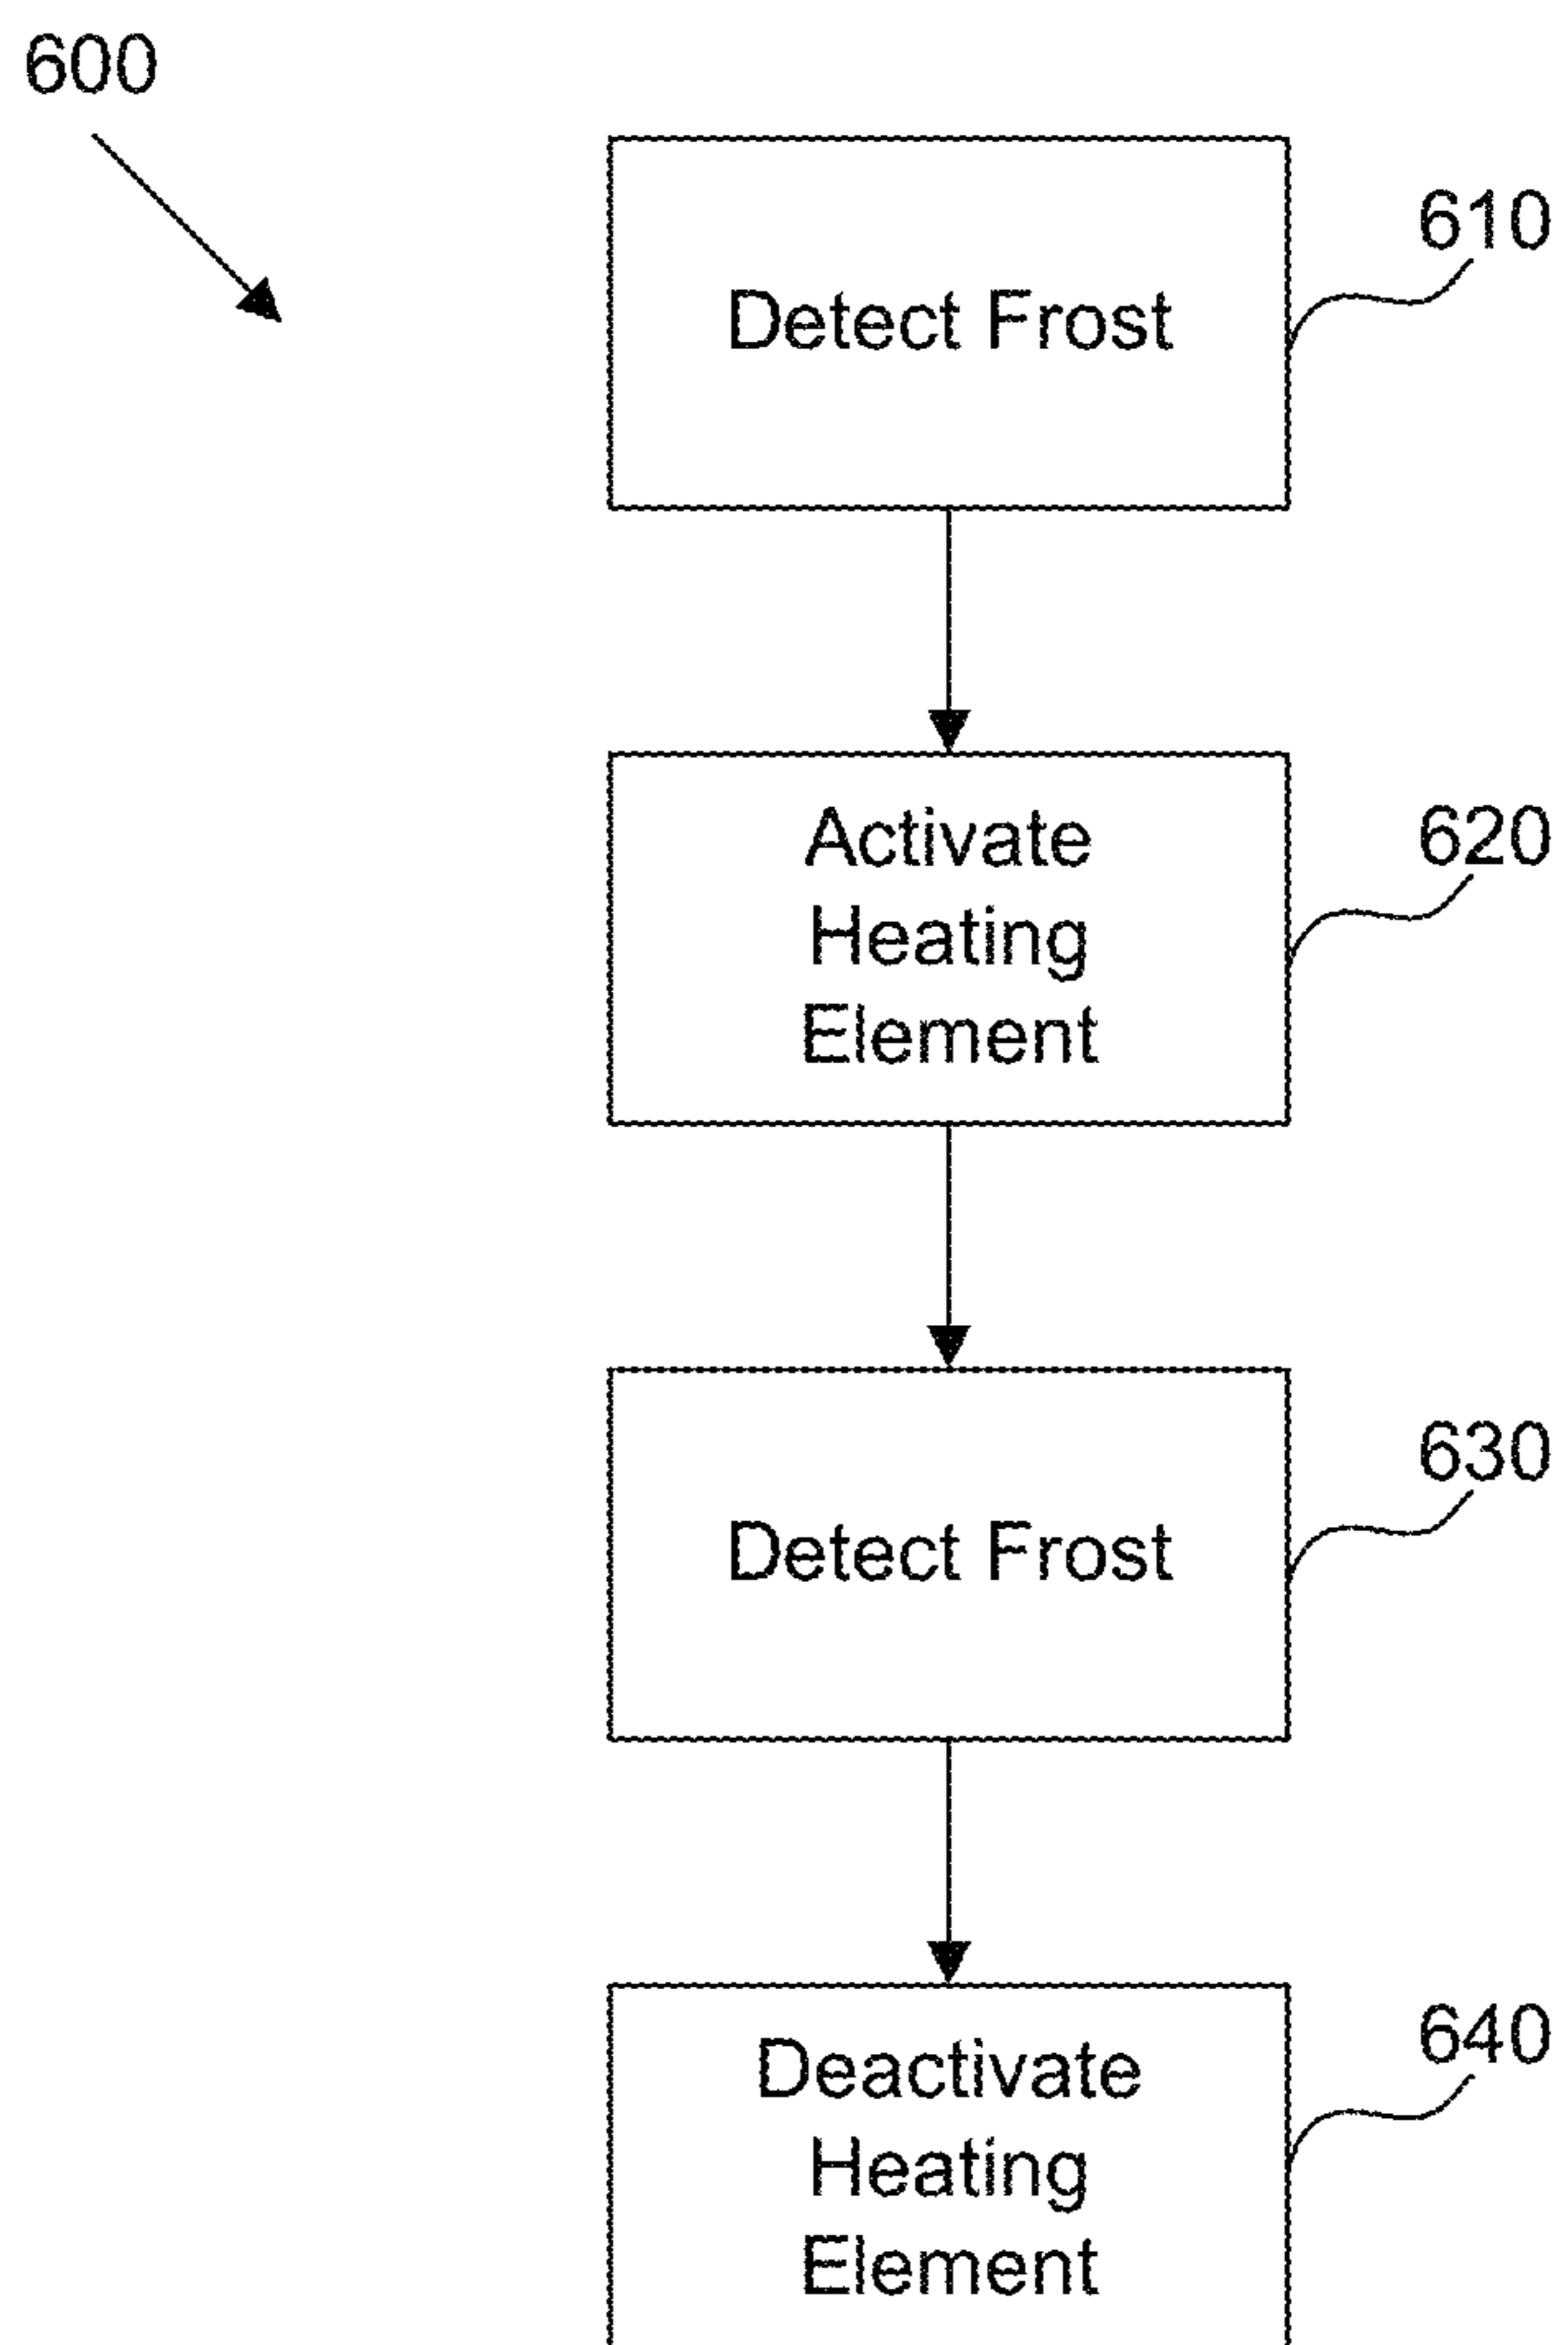 600
610
Detect Frost
620
Activate
Heating
Element
630
Detect Frost
640
Deactivate
Heating
Element